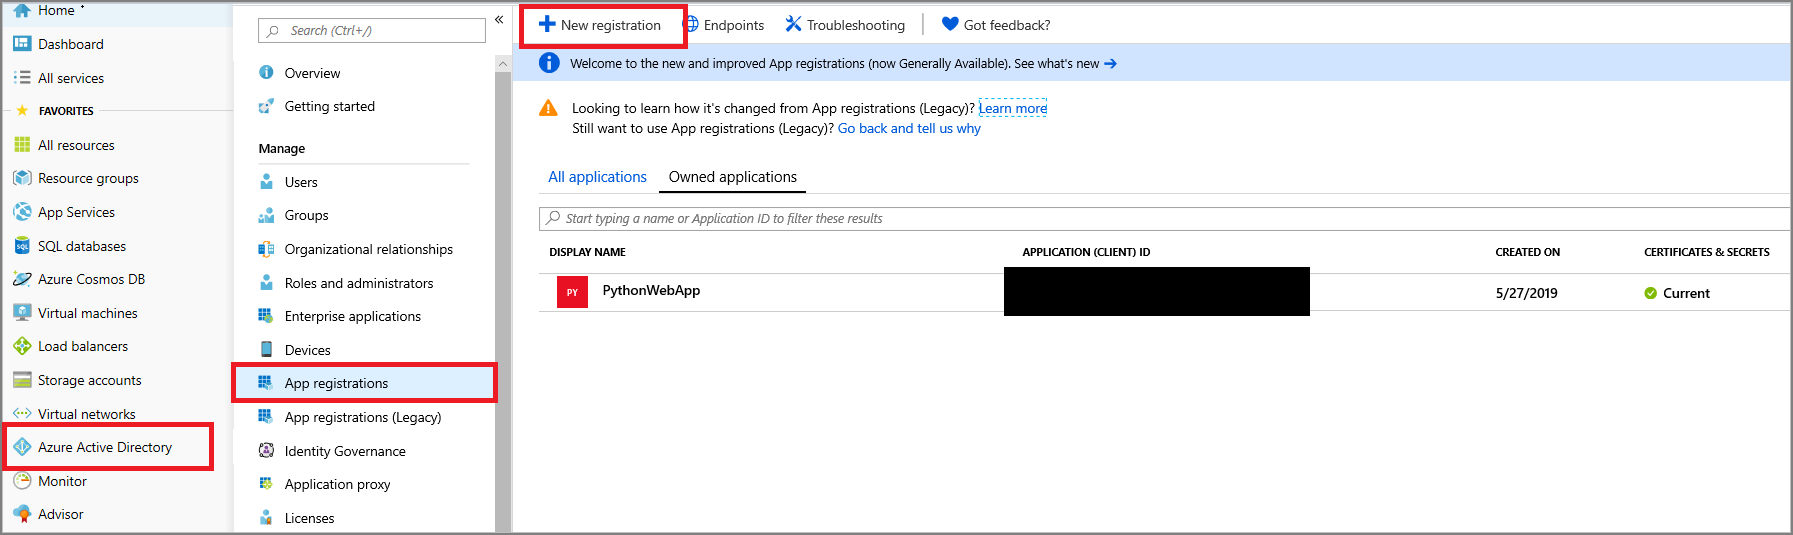 Home
Dashboard
All services
FAVORITES
All resources
Resource groups
App Services
SQL databases
Azure Cosmos DB
Virtual machines
Load balancers
Storage accounts
Virtual networks
Azure Active Directory
Monitor
Advisor
Search (Ctrl+/)
«
Overview
Getting started
Manage
Users
Groups
Organizational relationships
Roles and administrators
Enterprise applications
Devices
App registrations
App registrations (Legacy)
Identity Governance
Application proxy
Licenses
New registration Endpoints Troubleshooting Got feedback?
Welcome to the new and improved App registrations (now Generally Available). See what's new →
Looking to learn how it's changed from App registrations (Legacy)? Learn more
Still want to use App registrations (Legacy)? Go back and tell us why
All applications Owned applications
Start typing a name or Application ID to filter these results
DISPLAY NAME APPLICATION (CLIENT) ID CREATED ON CERTIFICATES & SECRETS
PY PythonWebApp 5/27/2019 Current